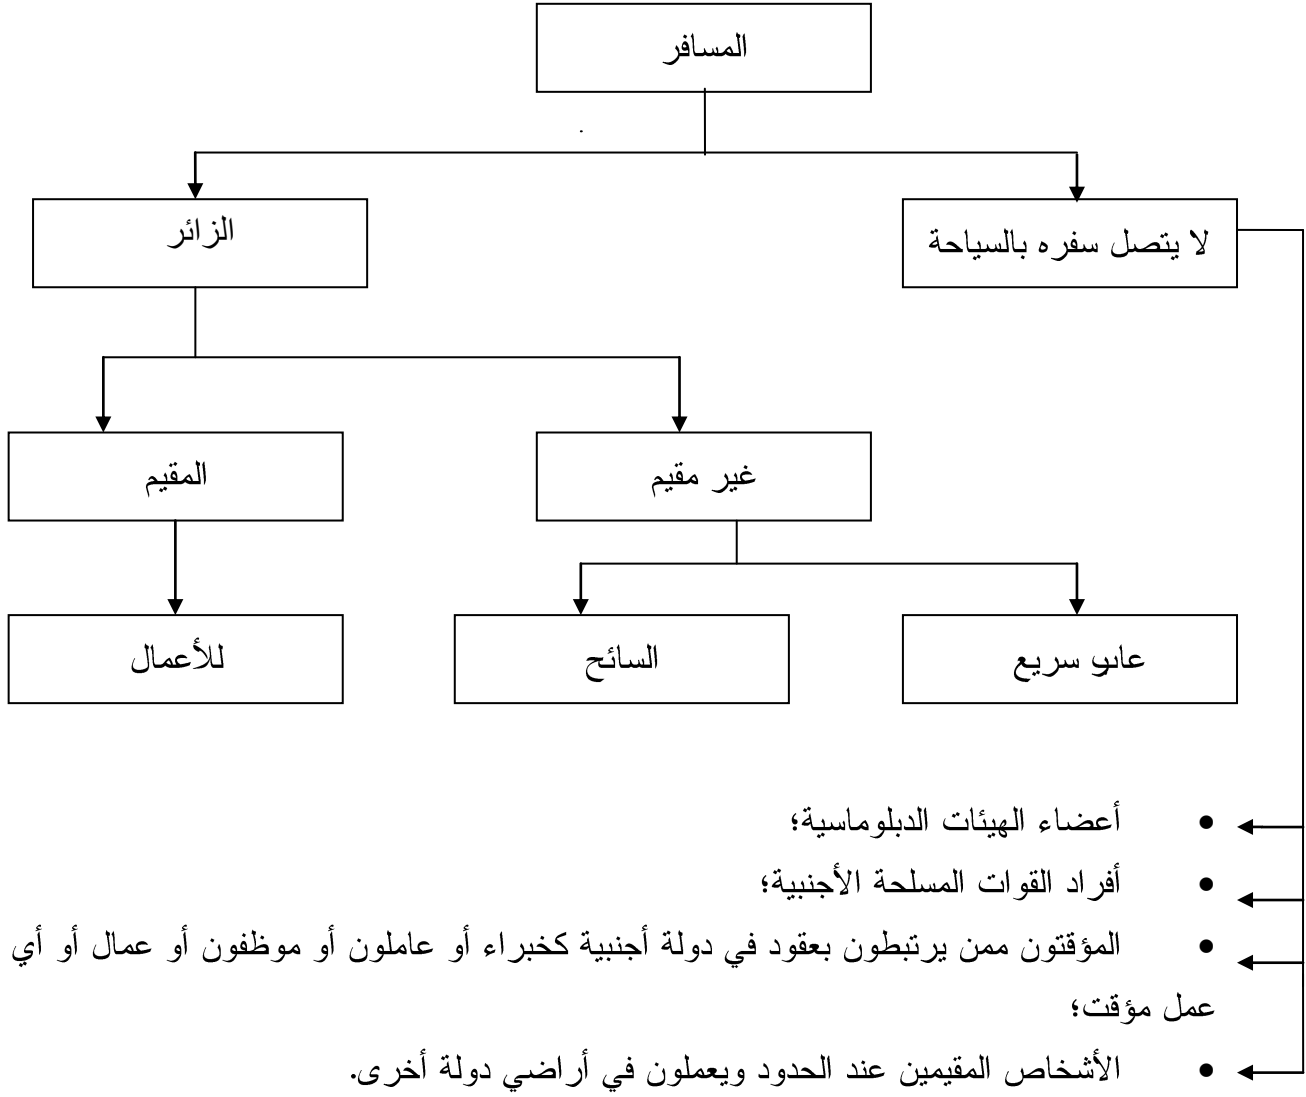 المسافر
لا يتصل سفره بالسياحة
الزائر
غير مقيم
المقيم
سريع
السائح
للأعمال
• أعضاء الهيئات الدبلوماسية؛
• أفراد القوات المسلحة الأجنبية؛
• المؤقتون ممن يرتبطون بعقود في دولة أجنبية كخبراء أو عاملون أو موظفون أو عمال أو أي
عمل مؤقت؛
• الأشخاص المقيمين عند الحدود ويعملون في أراضي دولة أخرى.